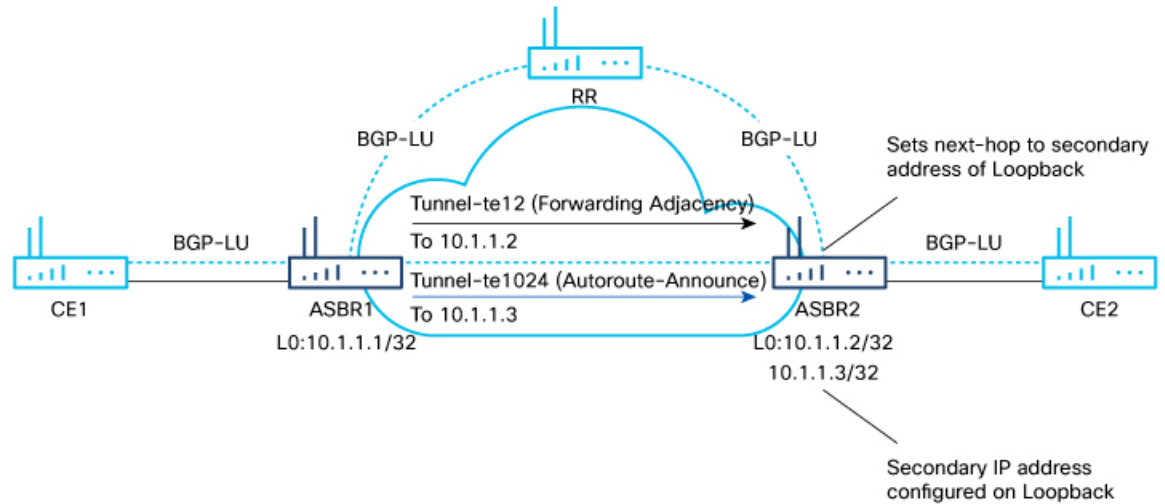 RR
BGP-LU
BGP-LU
Sets next-hop to secondary
address of Loopback
Tunnel-te12 (Forwarding Adjacency)
To 10.1.1.2
BGP-LU
BGP-LU
Tunnel-te1024 (Autoroute-Announce)
To 10.1.1.3
CE1
ASBR1
ASBR2
CE2
L0:10.1.1.1/32
L0:10.1.1.2/32
10.1.1.3/32
Secondary IP address
configured on Loopback